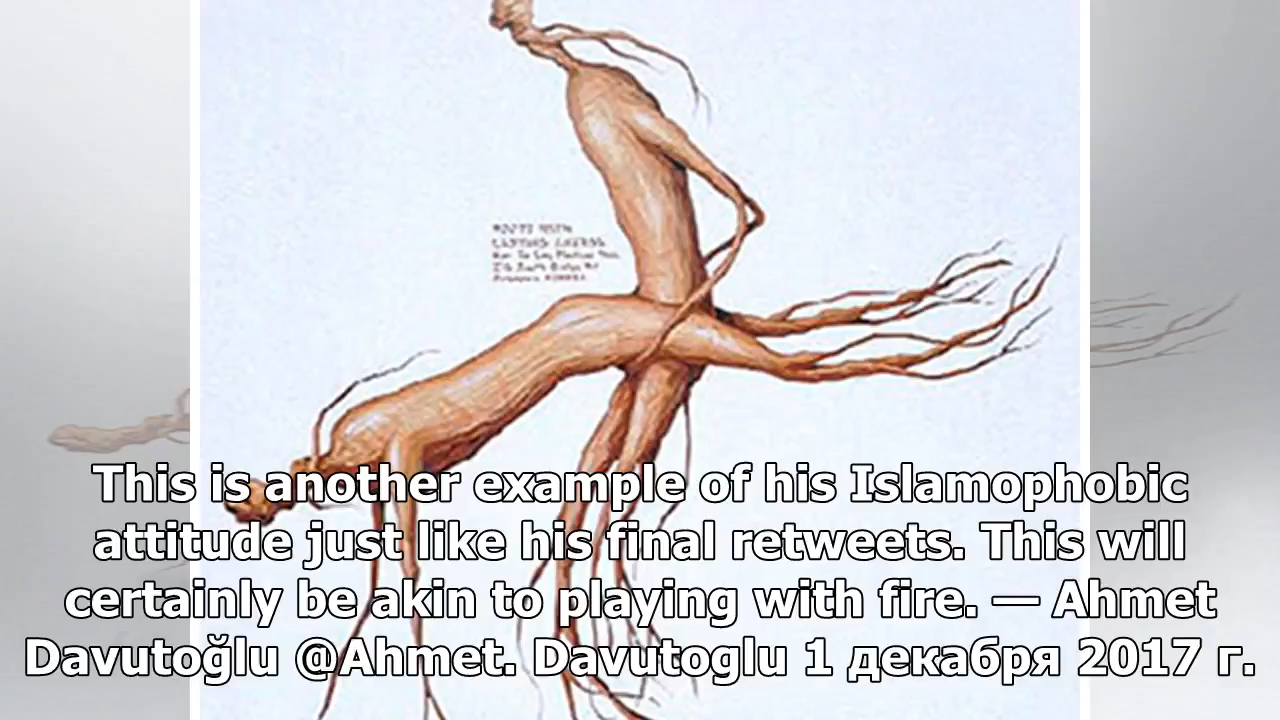 This is another example of his Islamophobic
attitude just like his final retweets. This will
certainly be akin to playing with fire. — Ahmet
Davutoğlu @Ahmet. Davutoglu 1 декабря 2017 г.